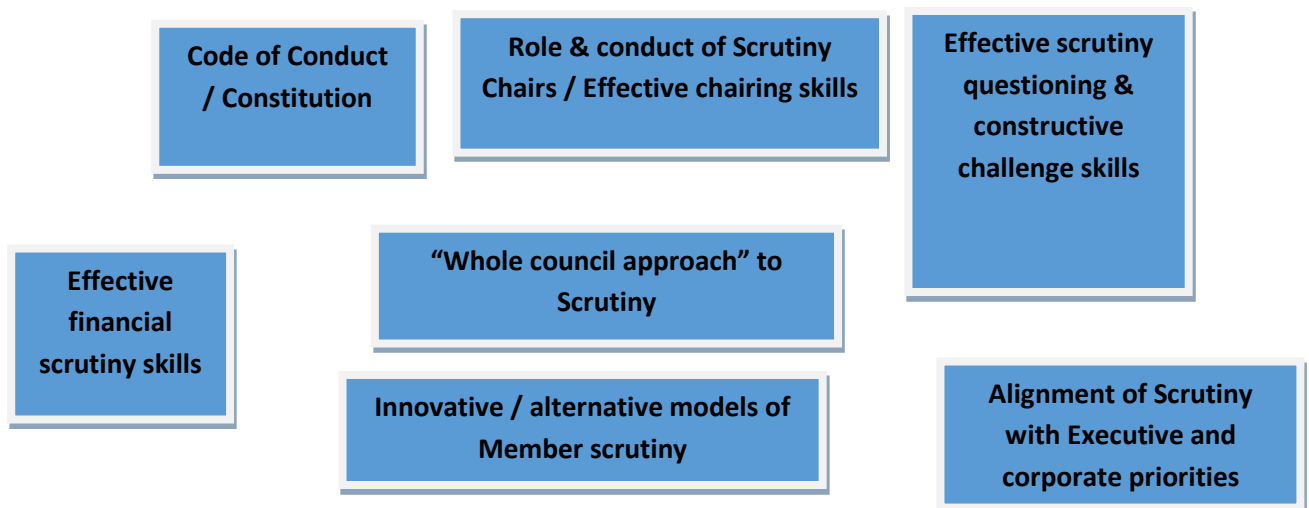 Code of Conduct
/ Constitution
Role & conduct of Scrutiny
Chairs / Effective chairing skills
Effective scrutiny
questioning &
constructive
challenge skills
Effective
financial
scrutiny skills
“Whole council approach” to
Scrutiny
Innovative / alternative models of
Member scrutiny
Alignment of Scrutiny
with Executive and
corporate priorities